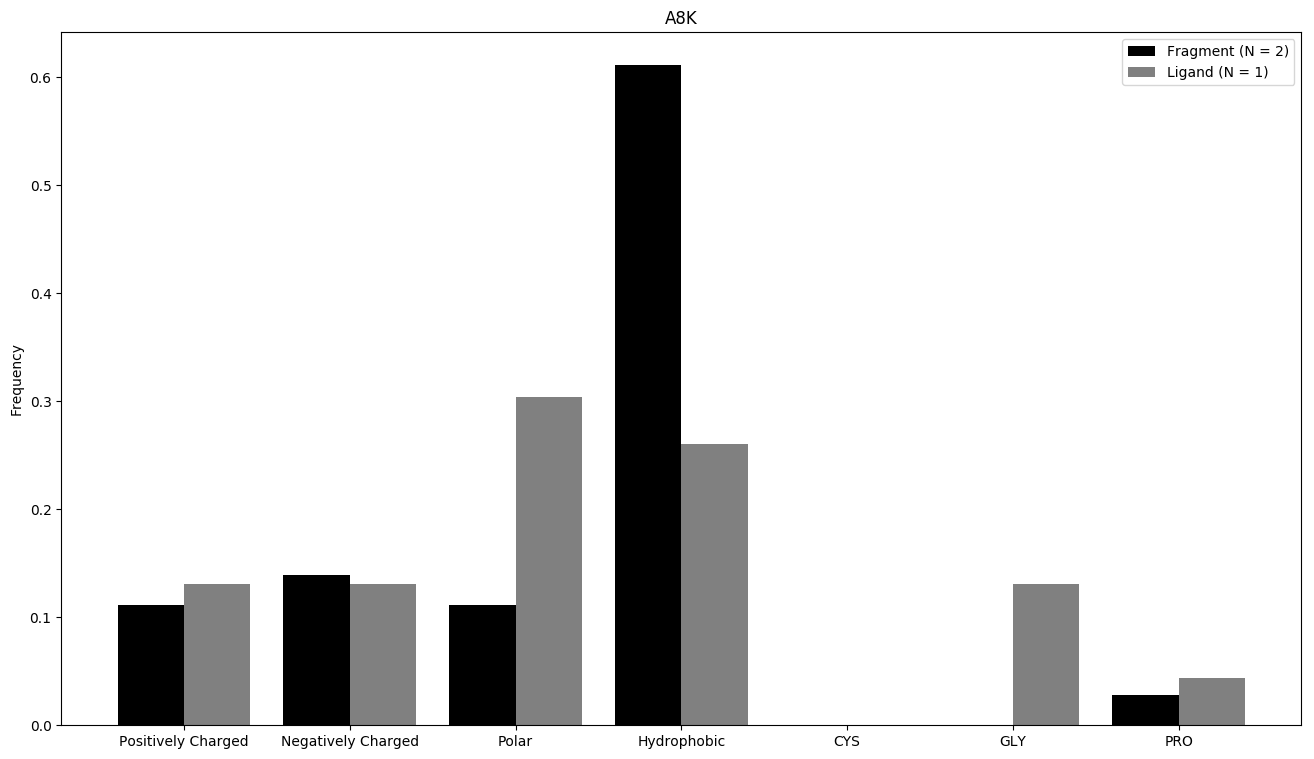 A8K
Fragment (N = 2)
Ligand (N = 1)
Frequency
0.6
0.5
0.4
0.3
0.2
0.1
0.0
Positively Charged
Negatively Charged
Polar
Hydrophobic
CYS
GLY
PRO